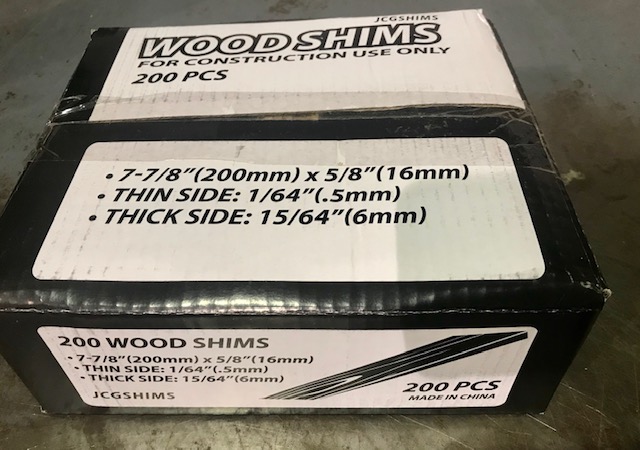 JCGSHIMS
WOOD SHIMS
FOR CONSTRUCTION USE ONLY
200 PCS
• 7-7/8”(200mm) x 5/8”(16mm)
• THIN SIDE: 1/64”(.5mm)
• THICK SIDE: 15/64”(6mm)
200 WOOD SHIMS
• 7-7/8”(200mm) x 5/8”(16mm)
• THIN SIDE: 1/64”(.5mm)
• THICK SIDE: 15/64”(6mm)
JCGSHIMS
200 PCS
MADE IN CHINA